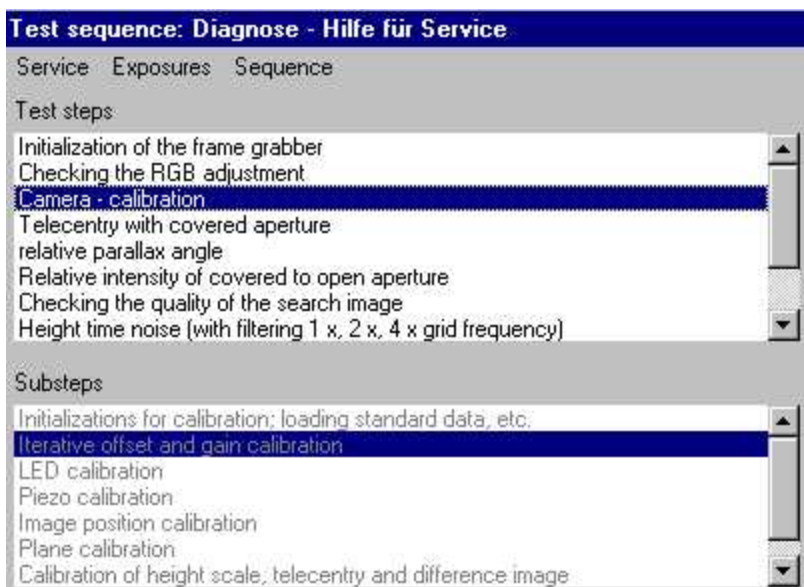 Test sequence: Diagnose - Hilfe für Service
Service Exposures Sequence
Test steps
Initialization of the frame grabber
Checking the RGB adjustment
Camera - calibration
Telecentry with covered aperture
relative parallax angle
Relative intensity of covered to open aperture
Checking the quality of the search image
Height time noise (with filtering 1 x, 2 x, 4 x grid frequency)
Substeps
Initializations for calibration; loading standard data, etc.
Iterative offset and gain calibration
LED calibration
Piezo calibration
Image position calibration
Plane calibration
Calibration of height scale, telecentry and difference image